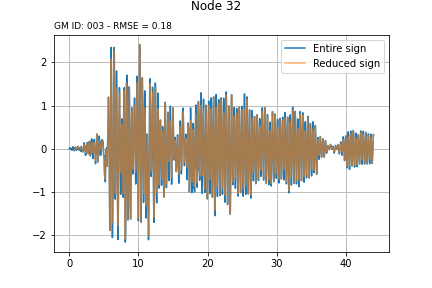 Node 32
GM ID: 003 - RMSE = 0.18
Entire sign
Reduced sign
2
1
0
−1
−2
0 10 20 30 40